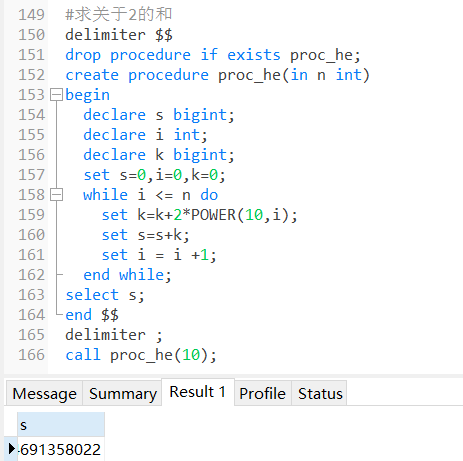 149 #求关于2的和
150 delimiter $$
151 drop procedure if exists proc_he;
152 create procedure proc_he(in n int)
153 begin
154 declare s bigint;
155 declare i int;
156 declare k bigint;
157 set s=0,i=0,k=0;
158 while i <= n do
159 set k=k+2*POWER(10,i);
160 set s=s+k;
161 set i = i +1;
162 end while;
163 select s;
164 end $$
165 delimiter ;
166 call proc_he(10);
Message Summary Result 1 Profile Status
s
691358022